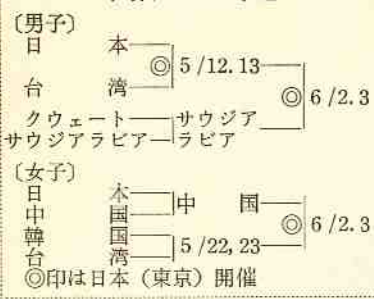 〔男子〕
日本
◎ 5/12.13
台湾
◎ 6/2.3
クウェート サウジア
サウジアラビア ラビア
〔女子〕
日本
中国
中国
◎ 6/2.3
韓国
台湾
5/22,23
◎印は日本（東京）開催